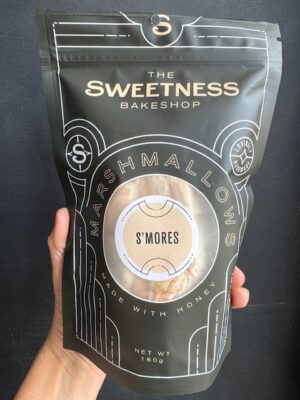 S
THE
SWEETNESS
BAKESHOP
S
MARSHMALLOWS
S'MORES
MADE WITH HONEY
NET WT
160g